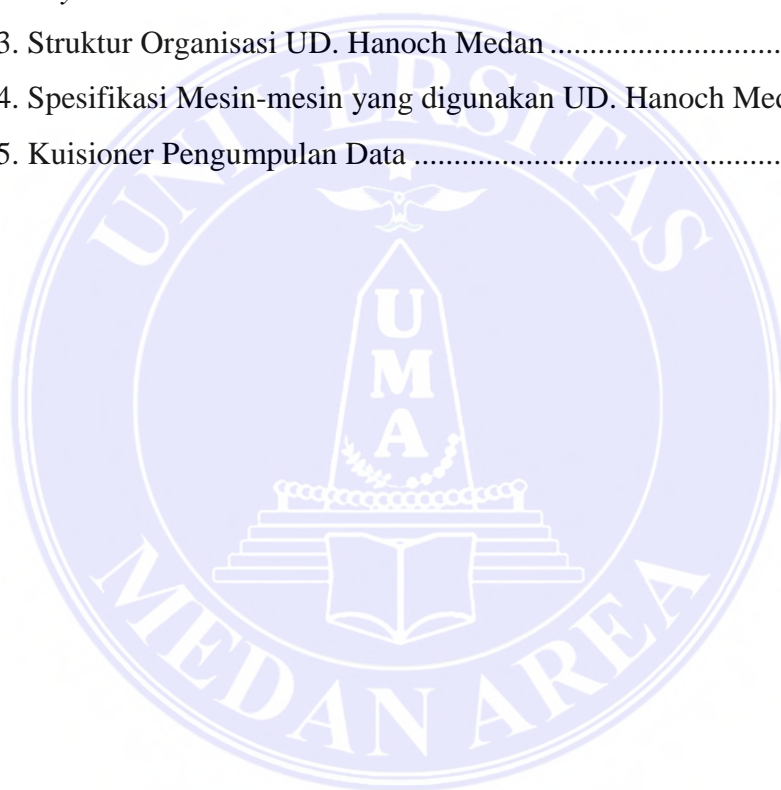 3. Struktur Organisasi UD. Hanoch Medan ............................
4. Spesifikasi Mesin-mesin yang digunakan UD. Hanoch
5. Kuisioner Pengumpulan Data ..............................................
UNIVERSITAS
U
M
A
MEDAN AREA